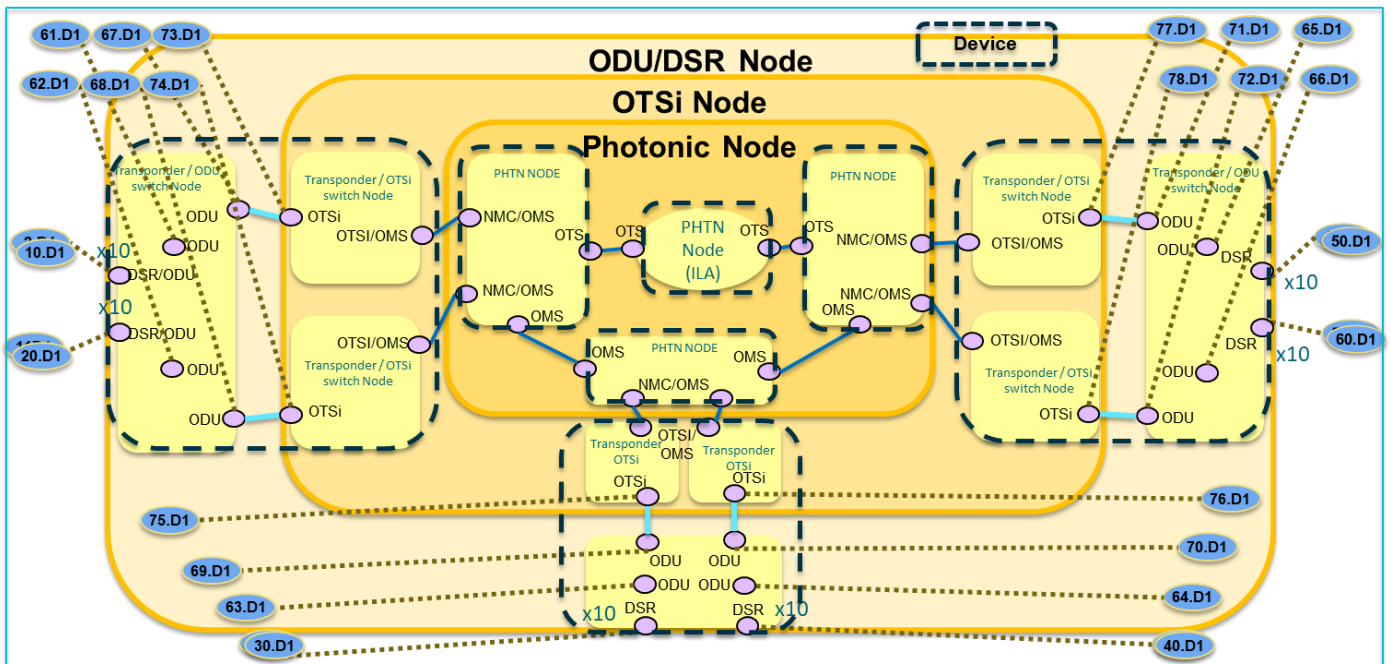 61.D1
67.D1
73.D1
62.D1
68.D1
74.D1
Device
77.D1
71.D1
65.D1
78.D1
72.D1
66.D1
ODU/DSR Node
OTSi Node
Photonic Node
Transponder / ODU
switch Node
Transponder / OTSi
switch Node
PHTN NODE
PHTN NODE
Transponder / OTSi
switch Node
Transponder / ODU
switch Node
ODU
OTSi
NMC/OMS
OTS
OTS
PHTN
Node
(ILA)
OTS
OTS
NMC/OMS
OTSi
ODU
ODU
OTSI/OMS
OTSI/OMS
ODU
DSR
10.D1
x10
DSR/ODU
50.D1
x10
NMC/OMS
NMC/OMS
x10
DSR/ODU
OMS
OMS
20.D1
OTSI/OMS
PHTN NODE
OTSI/OMS
DSR
60.D1
x10
OMS
OMS
Transponder / OTSi
switch Node
Transponder / OTSi
switch Node
ODU
NMC/OMS
ODU
ODU
OTSi
OTSi
ODU
OTSI/
OMS
Transponder
OTSi
Transponder
OTSi
OTSi
OTSi
75.D1
76.D1
69.D1
ODU
ODU
70.D1
63.D1
ODU
ODU
64.D1
x10
DSR
DSR
x10
30.D1
40.D1